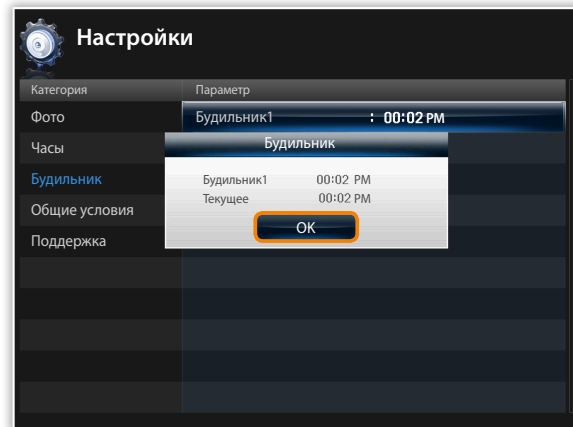 Настройки
Категория Параметр
Фото Будильник1 : 00:02 PM
Часы Будильник
Будильник Будильник1 00:02 PM
Текущее 00:02 PM
Общие условия OK
Поддержка